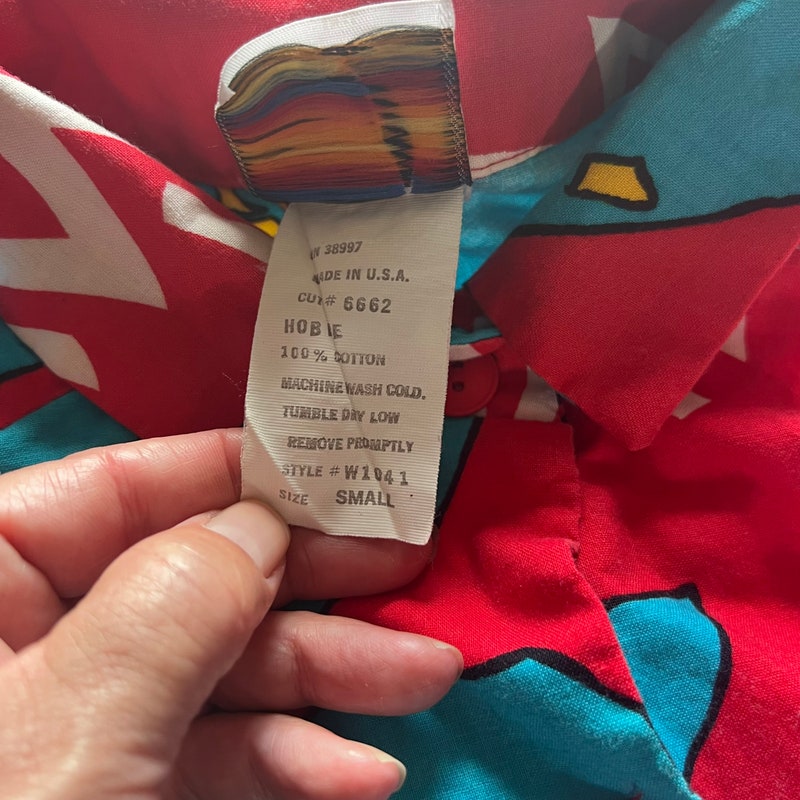 RN 38997
MADE IN U.S.A.
CUT# 6662
HOBIE
100% COTTON
MACHINE WASH COLD.
TUMBLE DRY LOW
REMOVE PROMPTLY
STYLE # W1041
SIZE SMALL